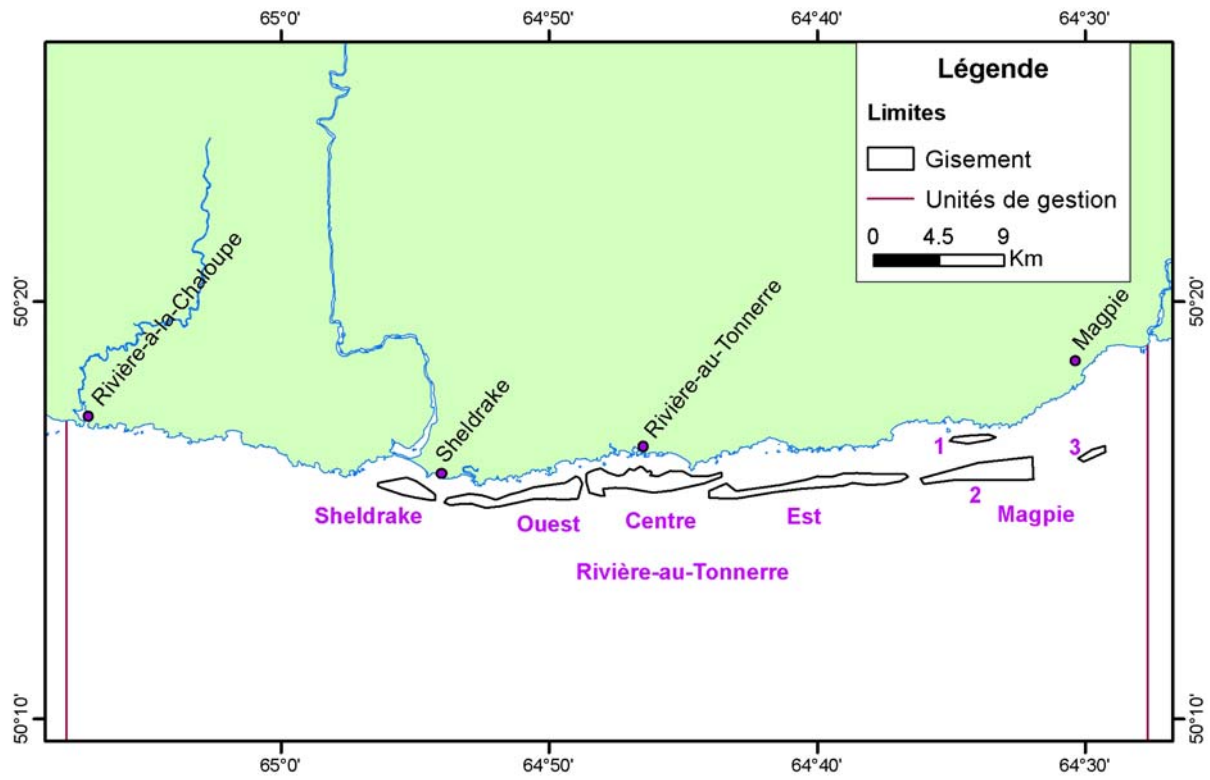 65°0'
64°50'
64°40'
64°30'
Légende
Limites
Gisement
Unités de gestion
0 4.5 9
Km
50°20'
50°20'
Rivière-à-la-Chaloupe
Sheldrake
Rivière-au-Tonnerre
Magpie
1
3
2
Sheldrake
Ouest
Centre
Est
Magpie
Rivière-au-Tonnerre
50°10'
50°10'
65°0'
64°50'
64°40'
64°30'